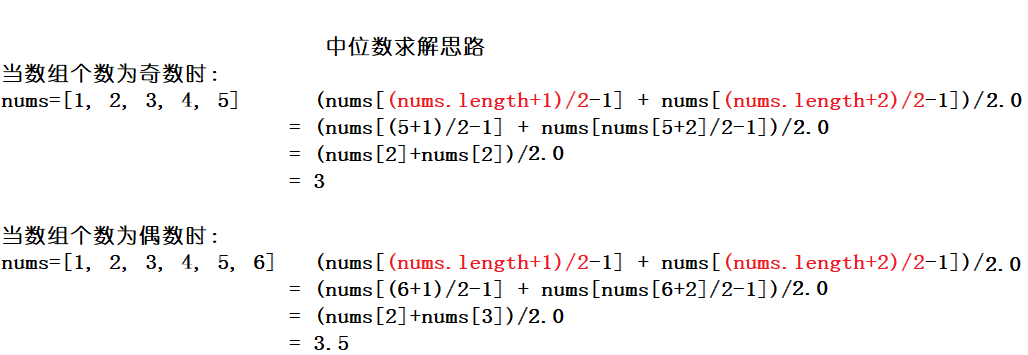 中位数求解思路
当数组个数为奇数时:
nums=[1, 2, 3, 4, 5] (nums[(nums.length+1)/2-1] + nums[(nums.length+2)/2-1])/2.0
= (nums[(5+1)/2-1] + nums[nums[5+2]/2-1])/2.0
= (nums[2]+nums[2])/2.0
= 3
当数组个数为偶数时:
nums=[1, 2, 3, 4, 5, 6] (nums[(nums.length+1)/2-1] + nums[(nums.length+2)/2-1])/2.0
= (nums[(6+1)/2-1] + nums[nums[6+2]/2-1])/2.0
= (nums[2]+nums[3])/2.0
= 3.5